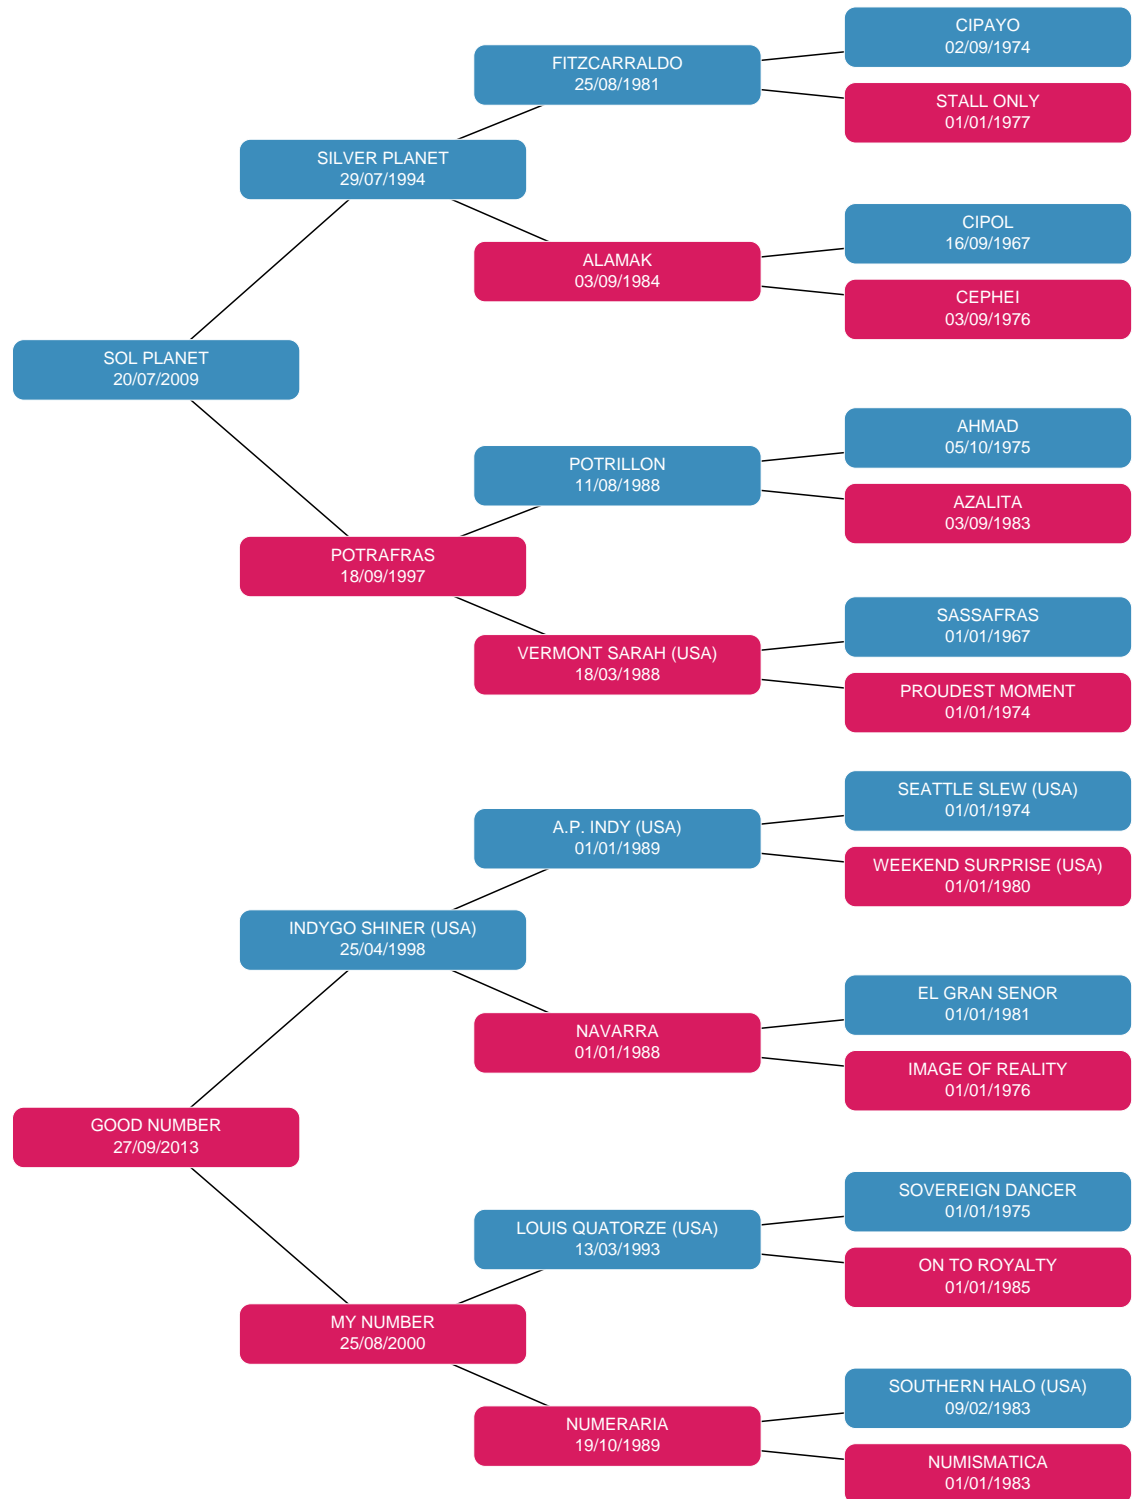 CIPAYO
02/09/1974
FITZCARRALDO
25/08/1981
STALL ONLY
01/01/1977
SILVER PLANET
29/07/1994
CIPOL
16/09/1967
ALAMAK
03/09/1984
CEPHEI
03/09/1976
SOL PLANET
20/07/2009
AHMAD
05/10/1975
POTRILLON
11/08/1988
AZALITA
03/09/1983
POTRAFRAS
18/09/1997
SASSAFRAS
01/01/1967
VERMONT SARAH (USA)
18/03/1988
PROUDEST MOMENT
01/01/1974
SEATTLE SLEW (USA)
01/01/1974
A.P. INDY (USA)
01/01/1989
WEEKEND SURPRISE (USA)
01/01/1980
INDYGO SHINER (USA)
25/04/1998
EL GRAN SENOR
01/01/1981
NAVARRA
01/01/1988
IMAGE OF REALITY
01/01/1976
GOOD NUMBER
27/09/2013
SOVEREIGN DANCER
01/01/1975
LOUIS QUATORZE (USA)
13/03/1993
ON TO ROYALTY
01/01/1985
MY NUMBER
25/08/2000
SOUTHERN HALO (USA)
09/02/1983
NUMERARIA
19/10/1989
NUMISMATICA
01/01/1983